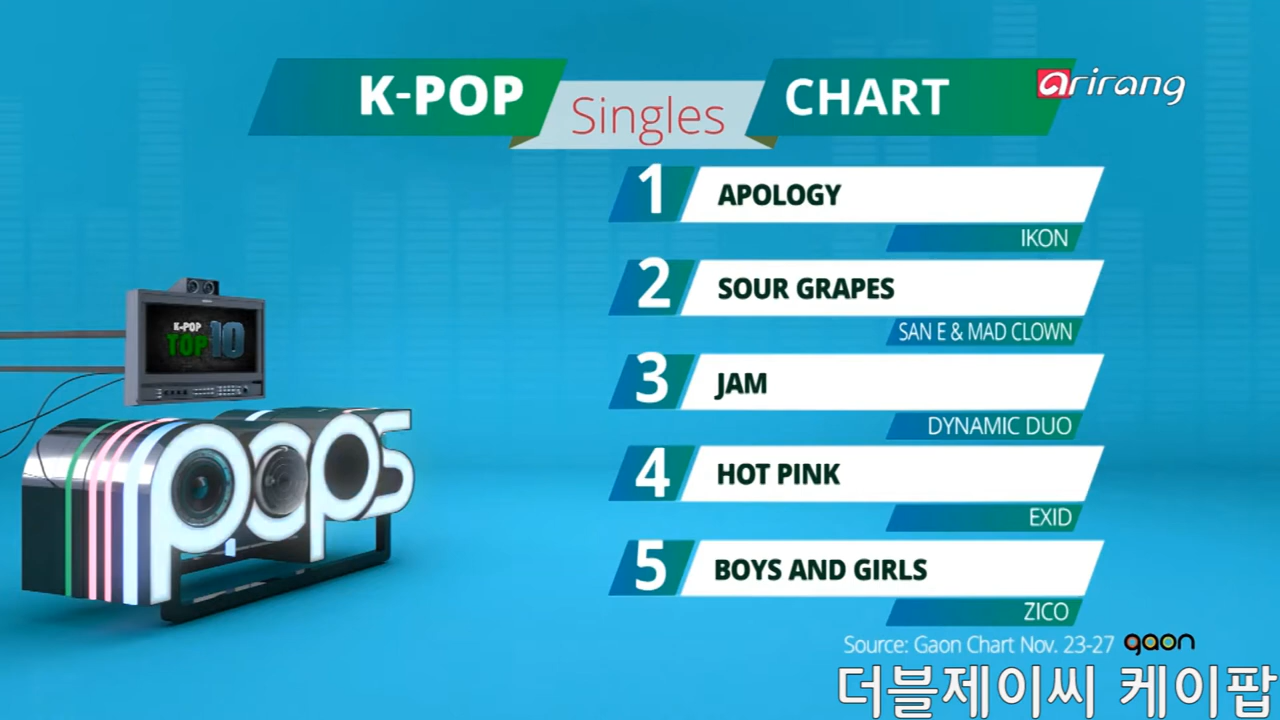 K-POP Singles CHART
arirang
1 APOLOGY
IKON
2 SOUR GRAPES
SAN E & MAD CLOWN
3 JAM
DYNAMIC DUO
4 HOT PINK
EXID
5 BOYS AND GIRLS
ZICO
K-POP
TOP 10
pops
Source: Gaon Chart Nov. 23-27 gaon
더블제이씨 케이팝